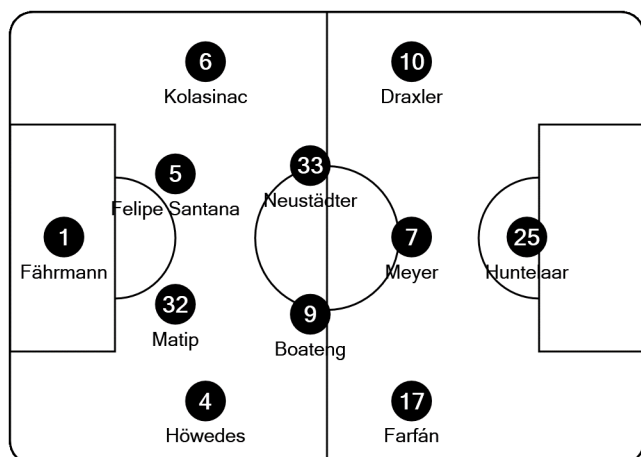 6
Kolasinac
10
Draxler
5
Felipe Santana
33
Neustädter
1
Fährmann
7
Meyer
25
Huntelaar
32
Matip
9
Boateng
4
Höwedes
17
Farfán